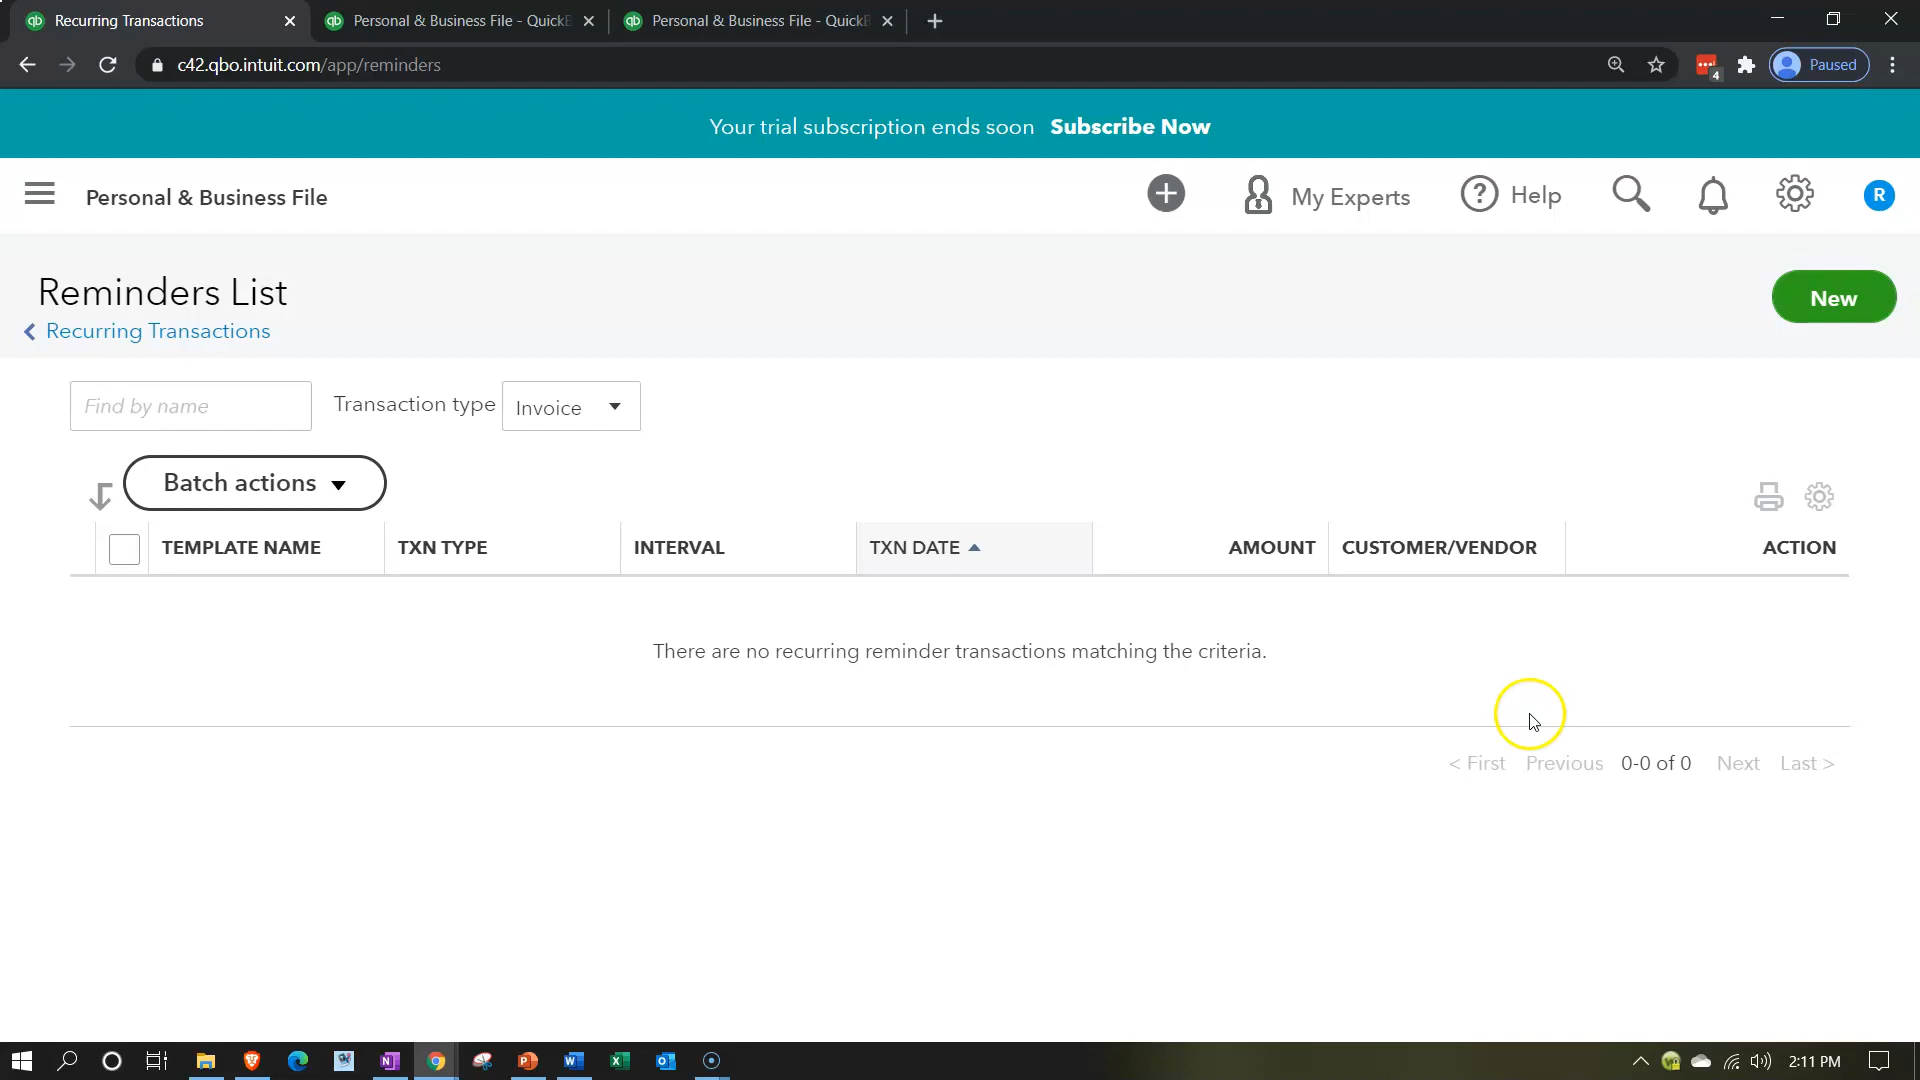 Recurring Transactions
Personal & Business File - QuickB
Personal & Business File - QuickB
c42.qbo.intuit.com/app/reminders
4
Paused
Your trial subscription ends soon Subscribe Now
Personal & Business File
My Experts
Help
R
Reminders List
Recurring Transactions
New
Find by name
Transaction type
Invoice
Batch actions
TEMPLATE NAME
TXN TYPE
INTERVAL
TXN DATE
AMOUNT
CUSTOMER/VENDOR
ACTION
There are no recurring reminder transactions matching the criteria.
< First Previous 0-0 of 0 Next Last >
2:11 PM